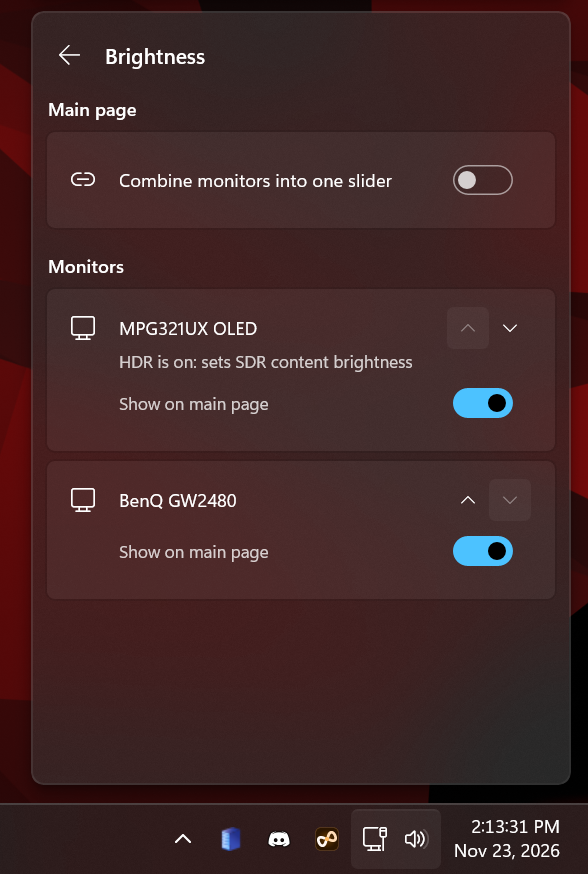 Brightness
Main page
Combine monitors into one slider
Monitors
MPG321UX OLED
HDR is on: sets SDR content brightness
Show on main page
BenQ GW2480
Show on main page
2:13:31 PM
Nov 23, 2026